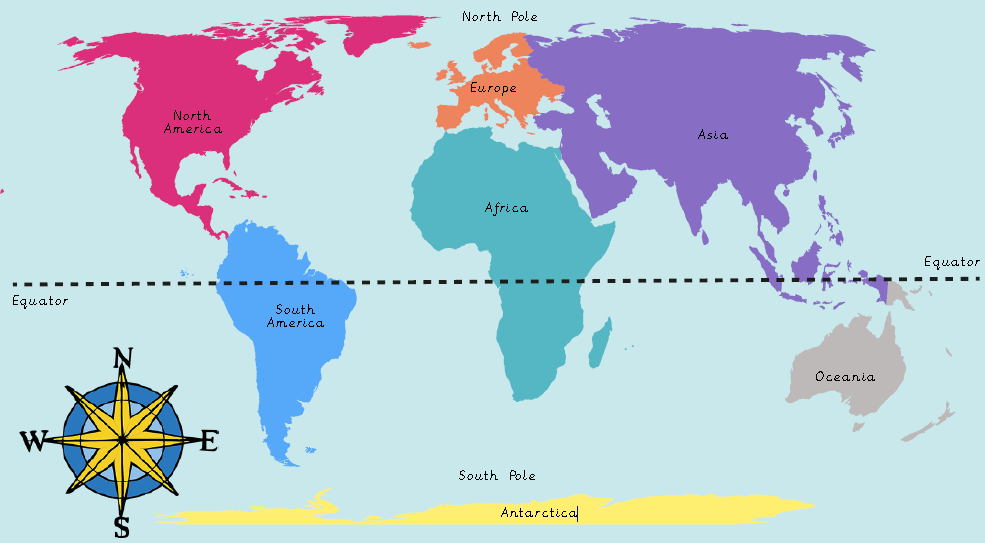 North Pole
Europe
North
America
Asia
Africa
Equator
Equator
South
America
N
Oceania
W
E
South Pole
Antarctica
S